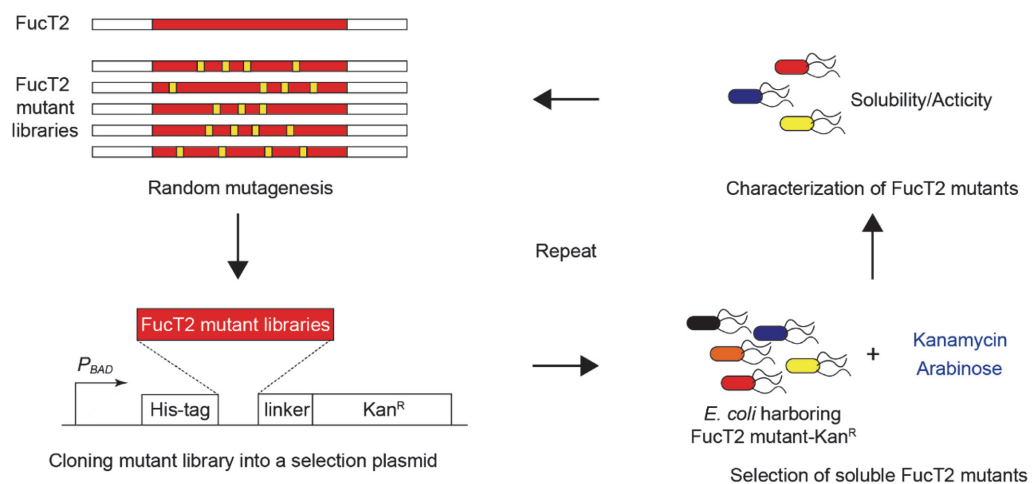 FucT2
FucT2
mutant
libraries
Random mutagenesis
Solubility/Acticity
Characterization of FucT2 mutants
Repeat
FucT2 mutant libraries
PBAD
His-tag
linker
KanR
Cloning mutant library into a selection plasmid
+
Kanamycin
Arabinose
E. coli harboring
FucT2 mutant-KanR
Selection of soluble FucT2 mutants